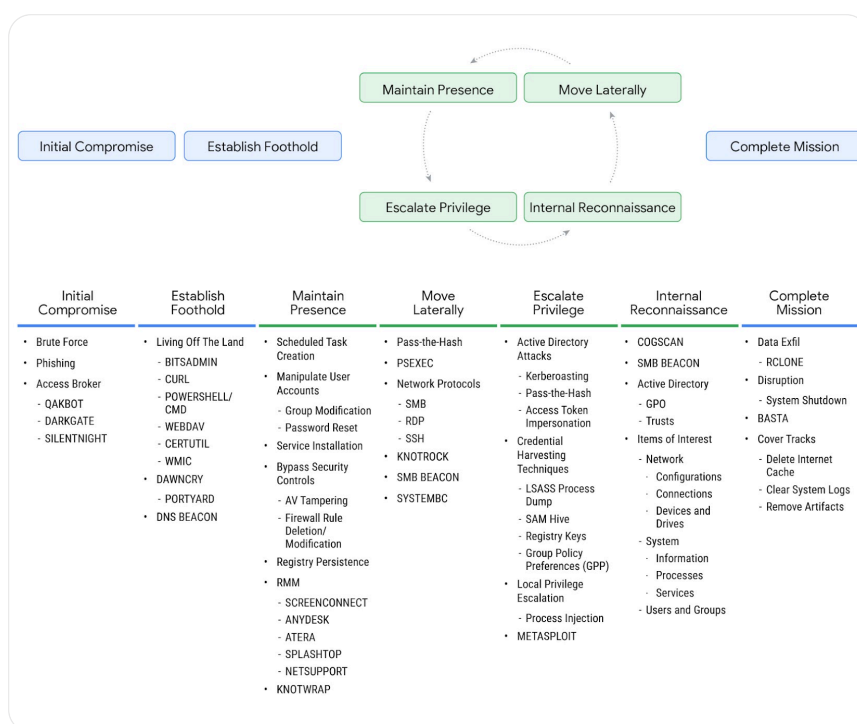 Maintain Presence
Move Laterally
Initial Compromise
Establish Foothold
Complete Mission
Escalate Privilege
Internal Reconnaissance
Initial
Compromise
• Brute Force
• Phishing
• Access Broker
- QAKBOT
- DARKGATE
- SILENTNIGHT
Establish
Foothold
• Living Off The Land
- BITSADMIN
- CURL
- POWERSHELL/
CMD
- WEBDAV
- CERTUTIL
- WMIC
• DAWNCRY
- PORTYARD
• DNS BEACON
Maintain
Presence
• Scheduled Task
Creation
• Manipulate User
Accounts
- Group Modification
- Password Reset
• Service Installation
• Bypass Security
Controls
- AV Tampering
- Firewall Rule
Deletion/
Modification
• Registry Persistence
• RMM
- SCREENCONNECT
- ANYDESK
- ATERA
- SPLASHTOP
- NETSUPPORT
• KNOTWRAP
Move
Laterally
• Pass-the-Hash
• PSEXEC
• Network Protocols
- SMB
- RDP
- SSH
• KNOTROCK
• SMB BEACON
• SYSTEMBC
Escalate
Privilege
• Active Directory
Attacks
- Kerberoasting
- Pass-the-Hash
- Access Token
Impersonation
• Credential
Harvesting
Techniques
- LSASS Process
Dump
- SAM Hive
- Registry Keys
- Group Policy
Preferences (GPP)
• Local Privilege
Escalation
- Process Injection
• METASPLOIT
Internal
Reconnaissance
• COGSCAN
• SMB BEACON
• Active Directory
- GPO
- Trusts
• Items of Interest
- Network
· Configurations
· Connections
· Devices and
Drives
- System
· Information
· Processes
· Services
- Users and Groups
Complete
Mission
• Data Exfil
- RCLONE
• Disruption
- System Shutdown
• BASTA
• Cover Tracks
- Delete Internet
Cache
- Clear System Logs
- Remove Artifacts